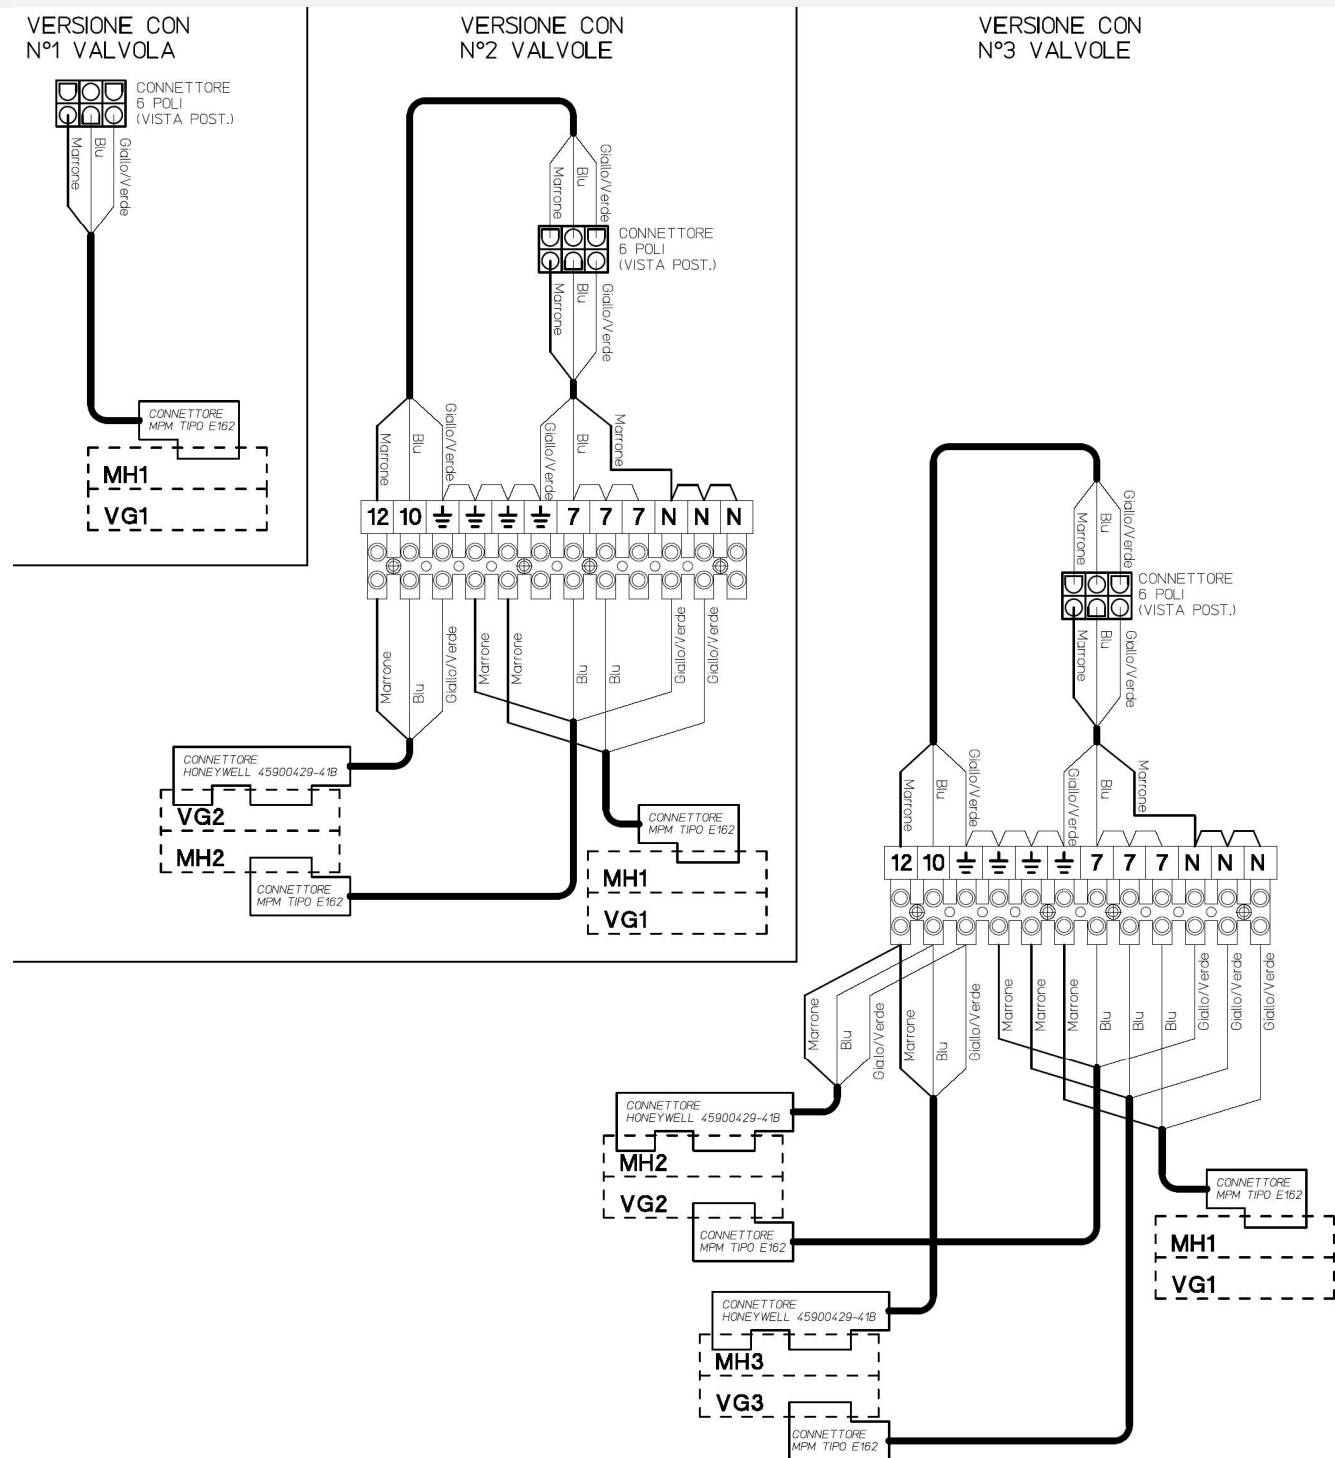 VERSIONE CON
N°1 VALVOLA
CONNETTORE
6 POLI
(VISTA POST.)
Marrone
Blu
Giallo/Verde
CONNETTORE
MPM TIPO E162
MH1
VG1
VERSIONE CON
N°2 VALVOLE
Marrone
Blu
Giallo/Verde
CONNETTORE
6 POLI
(VISTA POST.)
Marrone
Blu
Giallo/Verde
Marrone
Blu
Giallo/Verde
Giallo/Verde
Blu
Marrone
12 10 7 7 7 N N N
Marrone
Blu
Giallo/Verde
Marrone
Marrone
Blu
Blu
Giallo/Verde
Giallo/Verde
CONNETTORE
HONEYWELL 45900429-41B
VG2
MH2
CONNETTORE
MPM TIPO E162
CONNETTORE
MPM TIPO E162
MH1
VG1
VERSIONE CON
N°3 VALVOLE
Marrone
Blu
Giallo/Verde
CONNETTORE
6 POLI
(VISTA POST.)
Marrone
Blu
Giallo/Verde
Marrone
Blu
Giallo/Verde
Giallo/Verde
Blu
Marrone
12 10 7 7 7 N N N
Marrone
Blu
Giallo/Verde
Marrone
Blu
Giallo/Verde
Marrone
Marrone
Marrone
Blu
Blu
Blu
Giallo/Verde
Giallo/Verde
Giallo/Verde
CONNETTORE
HONEYWELL 45900429-41B
MH2
VG2
CONNETTORE
MPM TIPO E162
CONNETTORE
MPM TIPO E162
MH1
VG1
CONNETTORE
HONEYWELL 45900429-41B
MH3
VG3
CONNETTORE
MPM TIPO E162